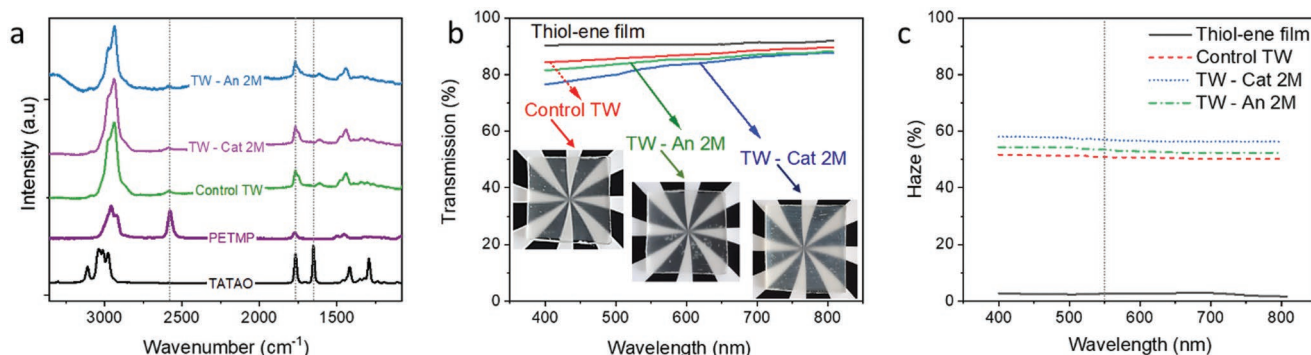 a
TW - An 2M
TW - Cat 2M
Control TW
PETMP
TATAO
Intensity (a.u)
3000 2500 2000 1500
Wavenumber (cm-1)
b
Thiol-ene film
Control TW
TW - An 2M
TW - Cat 2M
Transmission (%)
100
80
60
40
20
0
400 500 600 700 800
Wavelength (nm)
c
Thiol-ene film
Control TW
TW - Cat 2M
TW - An 2M
Haze (%)
100
80
60
40
20
0
400 500 600 700 800
Wavelength (nm)